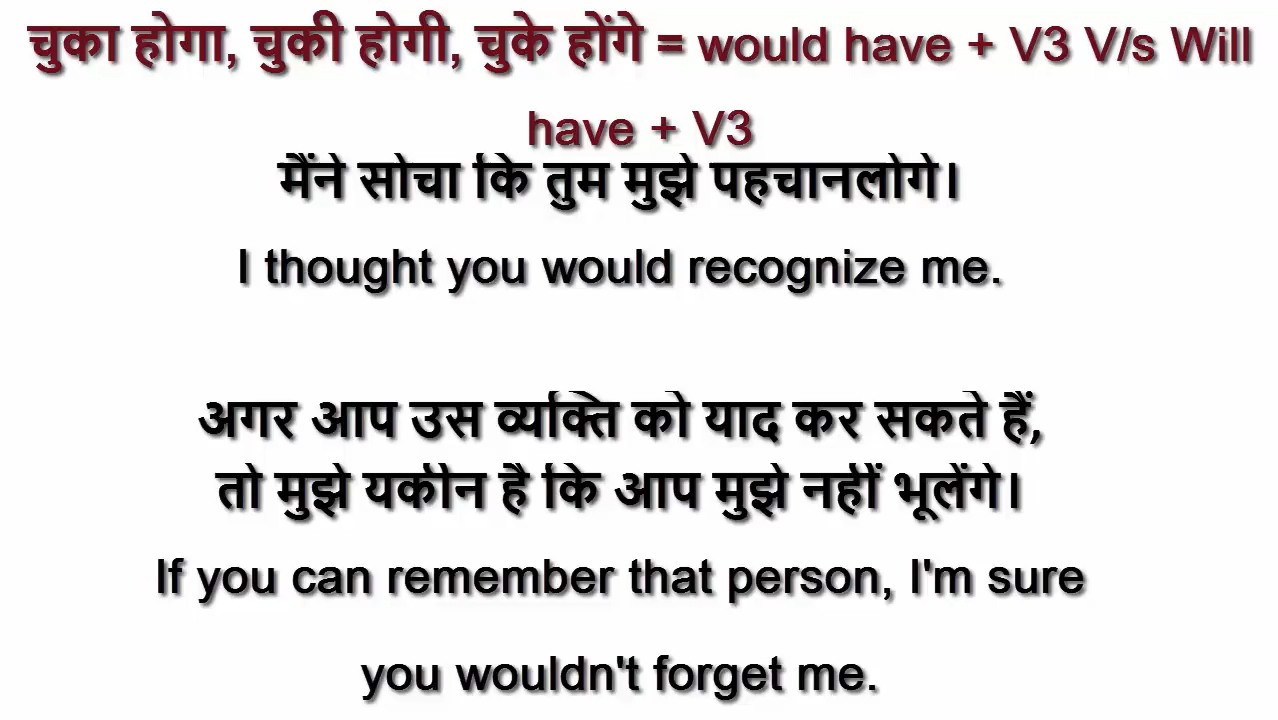 चुका होगा, चुकी होगी, चुके होंगे = would have + V3 V/s Will
have + V3
मैंने सोचा कि तुम मुझे पहचानलोगे।
I thought you would recognize me.
अगर आप उस व्यक्ति को याद कर सकते हैं,
तो मुझे यकीन है कि आप मुझे नहीं भूलेंगे।
If you can remember that person, I'm sure
you wouldn't forget me.